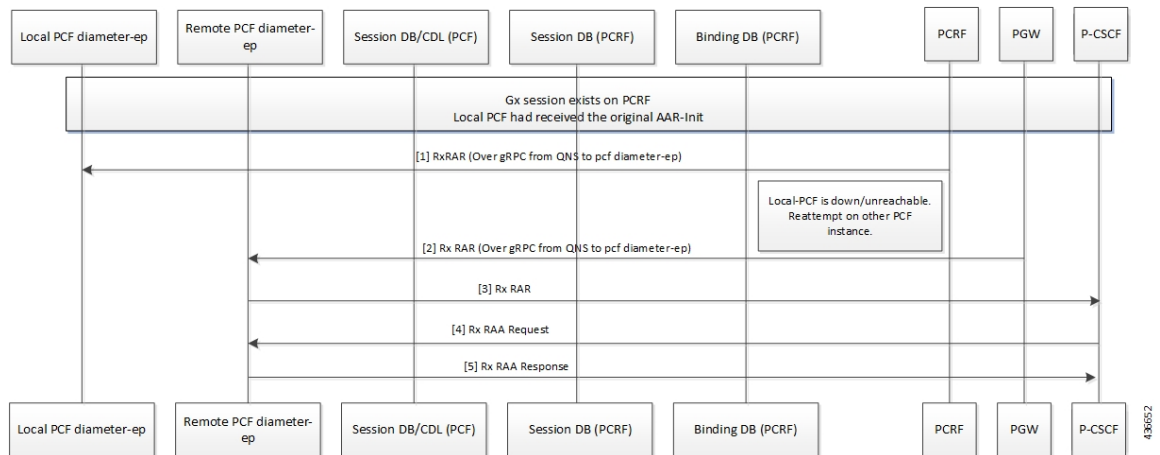 Local PCF diameter-ep
Remote PCF diameter-
ep
Session DB/CDL (PCF)
Session DB (PCRF)
Binding DB (PCRF)
PCRF
PGW
P-CSCF
Gx session exists on PCRF
Local PCF had received the original AAR-Init
[1] RxRAR (Over gRPC from QNS to pcf diameter-ep)
Local-PCF is down/unreachable.
Reattempt on other PCF
instance.
[2] Rx RAR (Over gRPC from QNS to pcf diameter-ep)
[3] Rx RAR
[4] Rx RAA Request
[5] Rx RAA Response
Local PCF diameter-ep
Remote PCF diameter-
ep
Session DB/CDL (PCF)
Session DB (PCRF)
Binding DB (PCRF)
PCRF
PGW
P-CSCF
436652